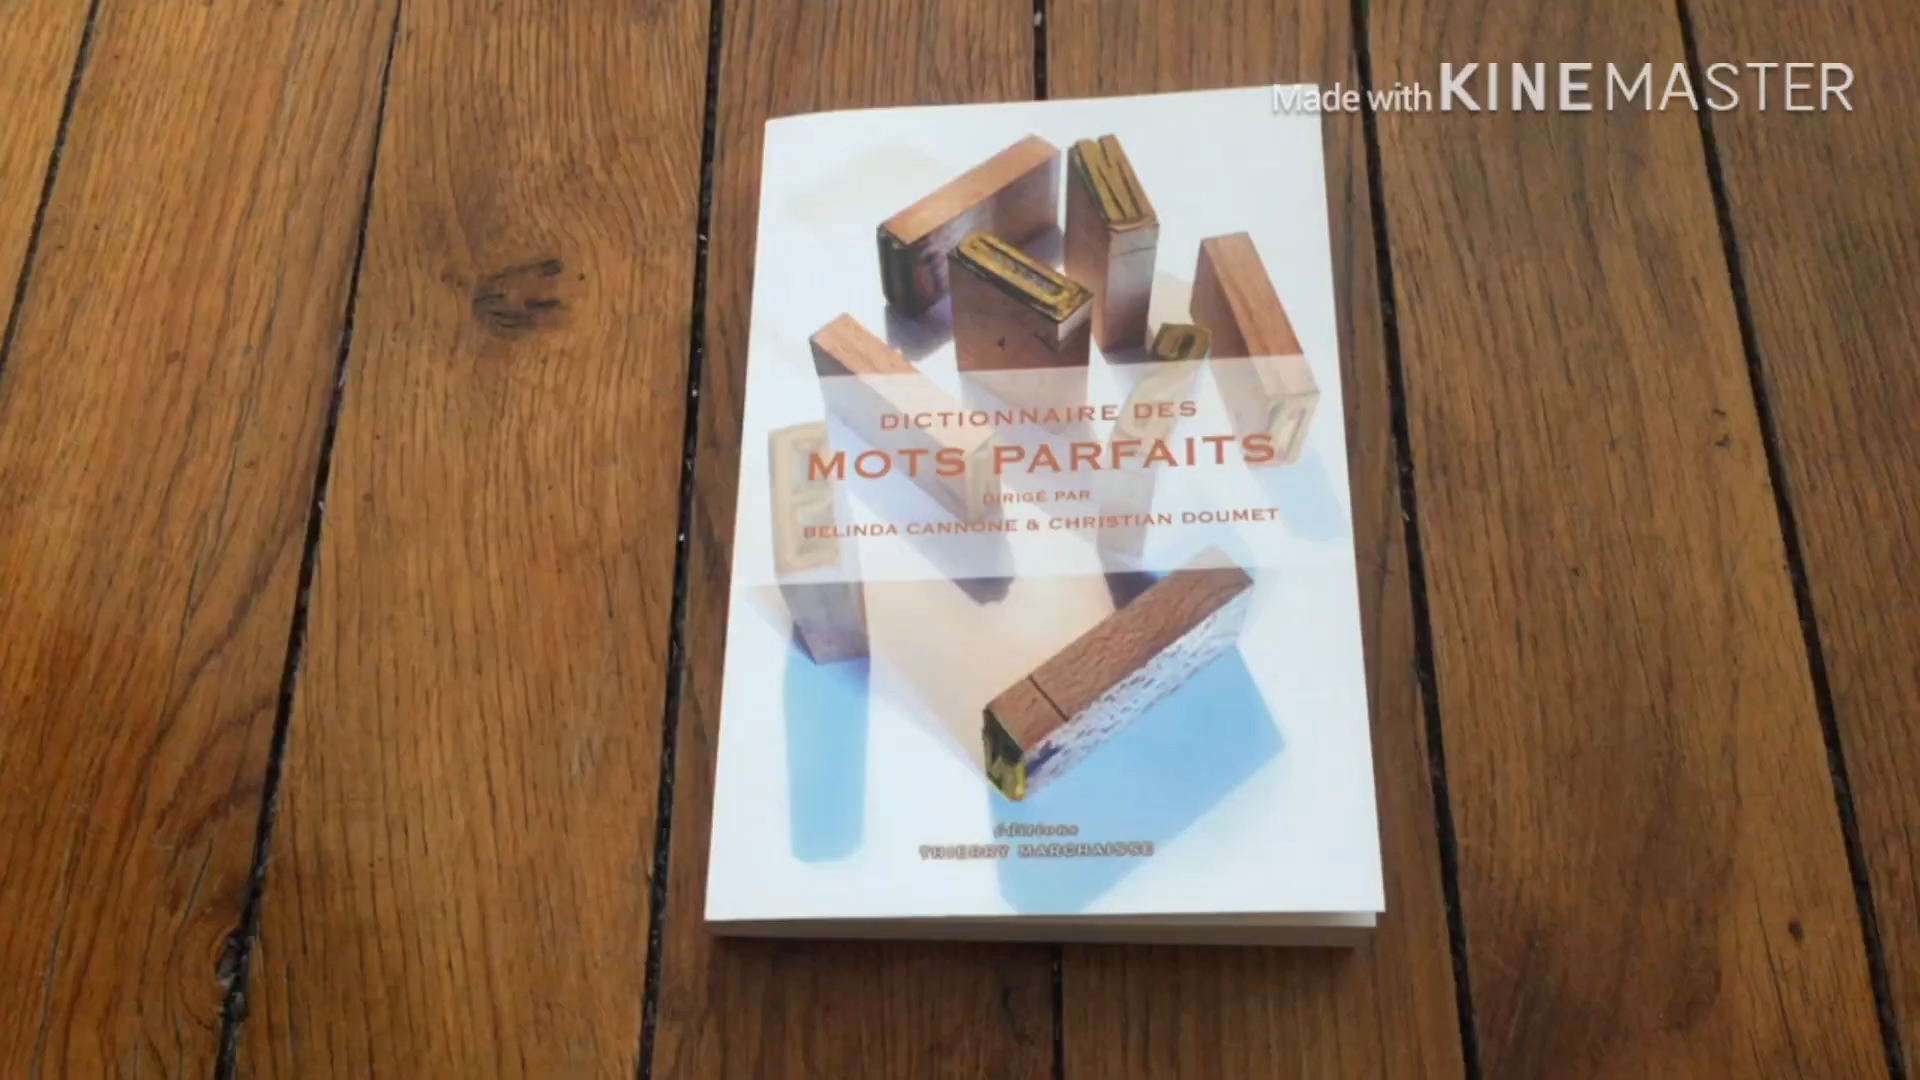 Made with KINEMASTER
DICTIONNAIRE DES
MOTS PARFAITS
DIRIGÉ PAR
BELINDA CANNONE & CHRISTIAN DOUMET
éditions
THIERRY MARCHAISSE